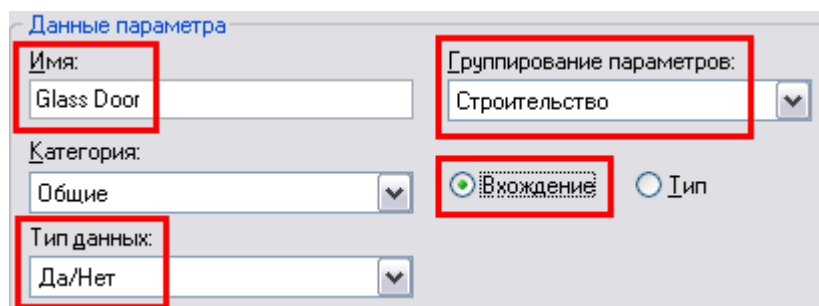 Данные параметра
Имя:
Glass Door
Группирование параметров:
Строительство
Категория:
Общие
Вхождение
Тип
Тип данных:
Да/Нет